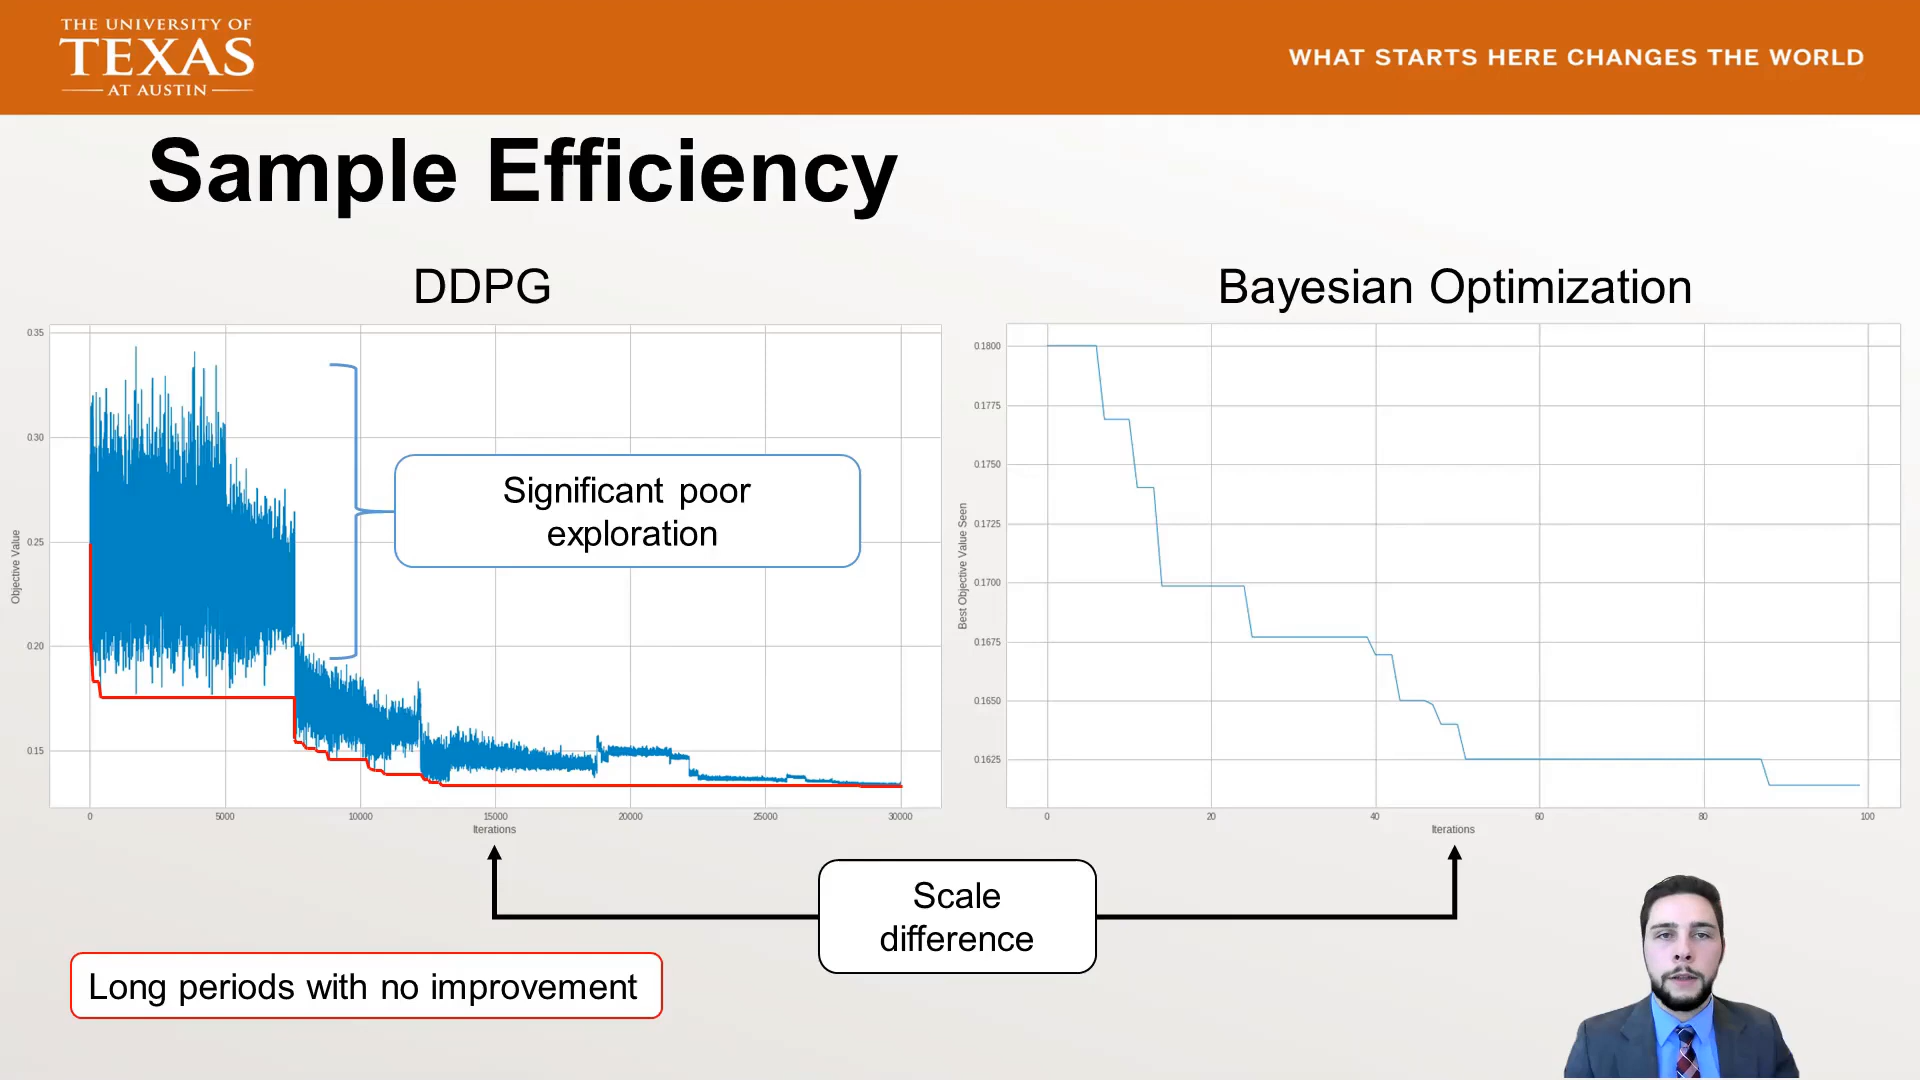 THE UNIVERSITY OF
TEXAS
AT AUSTIN
WHAT STARTS HERE CHANGES THE WORLD
Sample Efficiency
DDPG
Bayesian Optimization
0.35
0.30
0.25
0.20
0.15
Objective Value
0
5000
10000
15000
20000
25000
30000
Iterations
Significant poor
exploration
0.1800
0.1775
0.1750
0.1725
0.1700
0.1675
0.1650
0.1625
Best Objective Value Seen
0
20
40
60
80
100
Iterations
Scale
difference
Long periods with no improvement